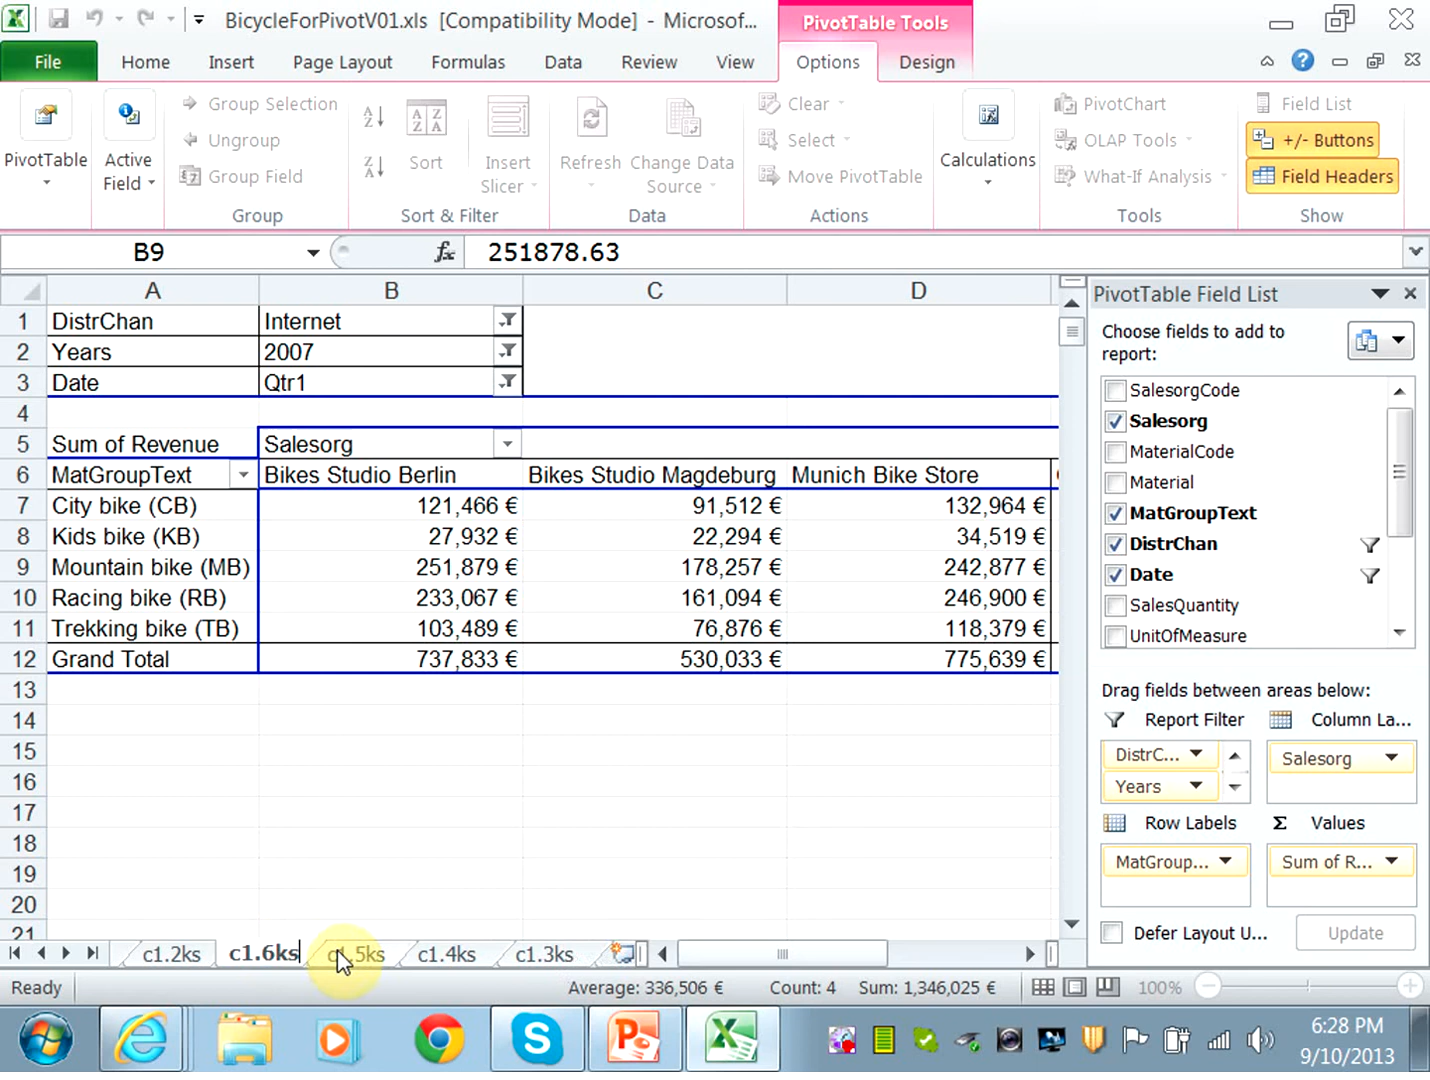 BicycleForPivotV01.xls [Compatibility Mode] - Microsof...
PivotTable Tools
File Home Insert Page Layout Formulas Data Review View Options Design
PivotTable
Active Field
Group Selection
Ungroup
Group Field
Group
Sort
Insert Slicer
Sort & Filter
Refresh
Change Data Source
Data
Clear
Select
Move PivotTable
Actions
Calculations
PivotChart
OLAP Tools
What-If Analysis
Tools
Field List
+/- Buttons
Field Headers
Show
B9 fx 251878.63
A B C D
1 DistrChan Internet
2 Years 2007
3 Date Qtr1
4
5 Sum of Revenue Salesorg
6 MatGroupText Bikes Studio Berlin Bikes Studio Magdeburg Munich Bike Store
7 City bike (CB) 121,466 € 91,512 € 132,964 €
8 Kids bike (KB) 27,932 € 22,294 € 34,519 €
9 Mountain bike (MB) 251,879 € 178,257 € 242,877 €
10 Racing bike (RB) 233,067 € 161,094 € 246,900 €
11 Trekking bike (TB) 103,489 € 76,876 € 118,379 €
12 Grand Total 737,833 € 530,033 € 775,639 €
13
14
15
16
17
18
19
20
21
PivotTable Field List
Choose fields to add to
report:
SalesorgCode
Salesorg
MaterialCode
Material
MatGroupText
DistrChan
Date
SalesQuantity
UnitOfMeasure
Drag fields between areas below:
Report Filter Column La...
DistrC... Salesorg
Years
Row Labels Σ Values
MatGroup... Sum of R...
Defer Layout U... Update
c1.2ks c1.6ks c1.5ks c1.4ks c1.3ks
Ready Average: 336,506 € Count: 4 Sum: 1,346,025 € 100%
6:28 PM
9/10/2013